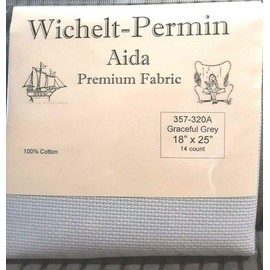 Wichelt-Permin
Aida
Premium Fabric
357-320A
Graceful Grey
18" x 25"
14 count
100% Cotton